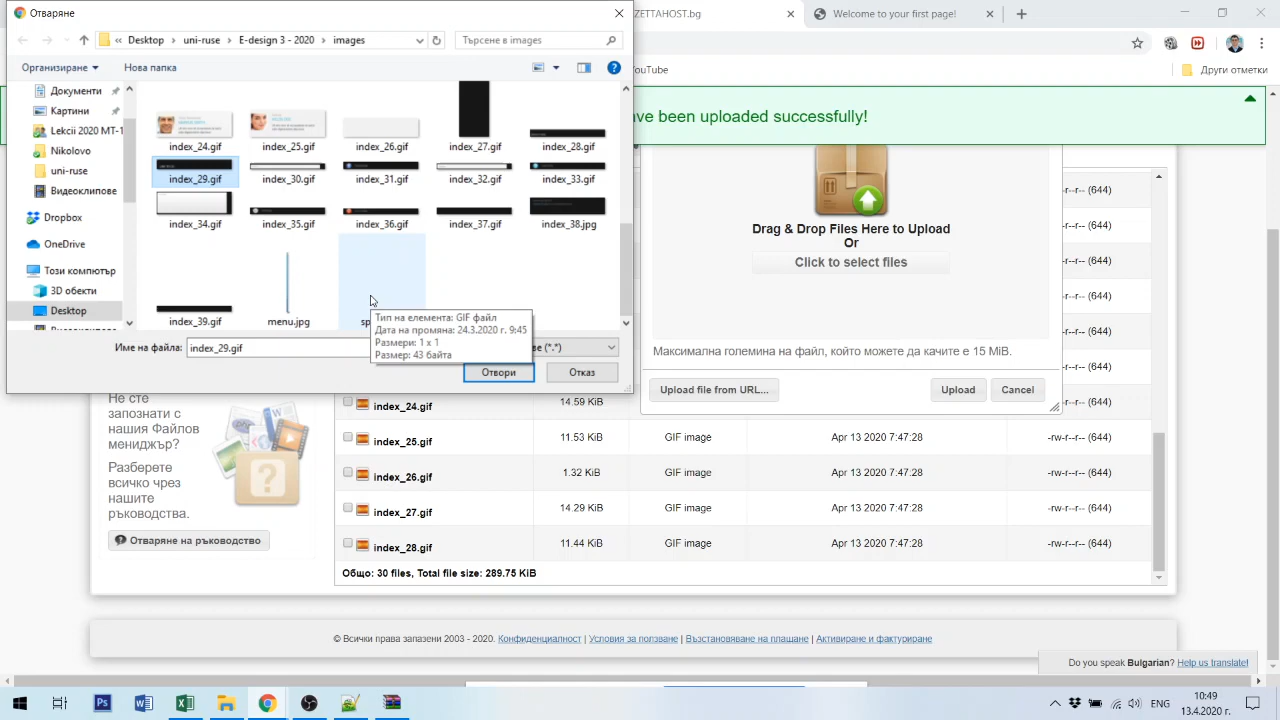 Отваряне
ZETTAHOST.bg
Welcome to your first page!
« Desktop › uni-ruse › E-design 3 - 2020 › images
Търсене в images
Организиране
Нова папка
YouTube
Други отметки
ve been uploaded successfully!
Документи
Картини
Lekcii 2020 MT-1
Nikolovo
uni-ruse
Видеоклипове
Dropbox
OneDrive
Този компютър
3D обекти
Desktop
index_24.gif
index_25.gif
index_26.gif
index_27.gif
index_28.gif
index_29.gif
index_30.gif
index_31.gif
index_32.gif
index_33.gif
index_34.gif
index_35.gif
index_36.gif
index_37.gif
index_38.jpg
index_39.gif
menu.jpg
sp
Тип на елемента: GIF файл
Дата на промяна: 24.3.2020 г. 9:45
Размери: 1 x 1
Размер: 43 байта
Име на файла:
index_29.gif
ве (*.*)
Отвори
Отказ
Drag & Drop Files Here to Upload
Or
Click to select files
Максимална големина на файл, който можете да качите е 15 MiB.
Upload file from URL...
Upload
Cancel
-r--r-- (644)
-r--r-- (644)
-r--r-- (644)
-r--r-- (644)
-r--r-- (644)
-r--r-- (644)
Не сте
запознати с
нашия Файлов
мениджър?
Разберете
всичко чрез
нашите
ръководства.
Отваряне на ръководство
index_24.gif 14.59 KiB GIF image Apr 13 2020 7:47:28 -rw-r--r-- (644)
index_25.gif 11.53 KiB GIF image Apr 13 2020 7:47:28 -rw-r--r-- (644)
index_26.gif 1.32 KiB GIF image Apr 13 2020 7:47:28 -rw-r--r-- (644)
index_27.gif 14.29 KiB GIF image Apr 13 2020 7:47:28 -rw-r--r-- (644)
index_28.gif 11.44 KiB GIF image Apr 13 2020 7:47:28 -rw-r--r-- (644)
Общо: 30 files, Total file size: 289.75 KiB
© Всички права запазени 2003 - 2020. Конфиденциалност | Условия за ползване | Възстановяване на плащане | Активиране и фактуриране
Do you speak Bulgarian? Help us translate!
ENG
10:49
13.4.2020 г.